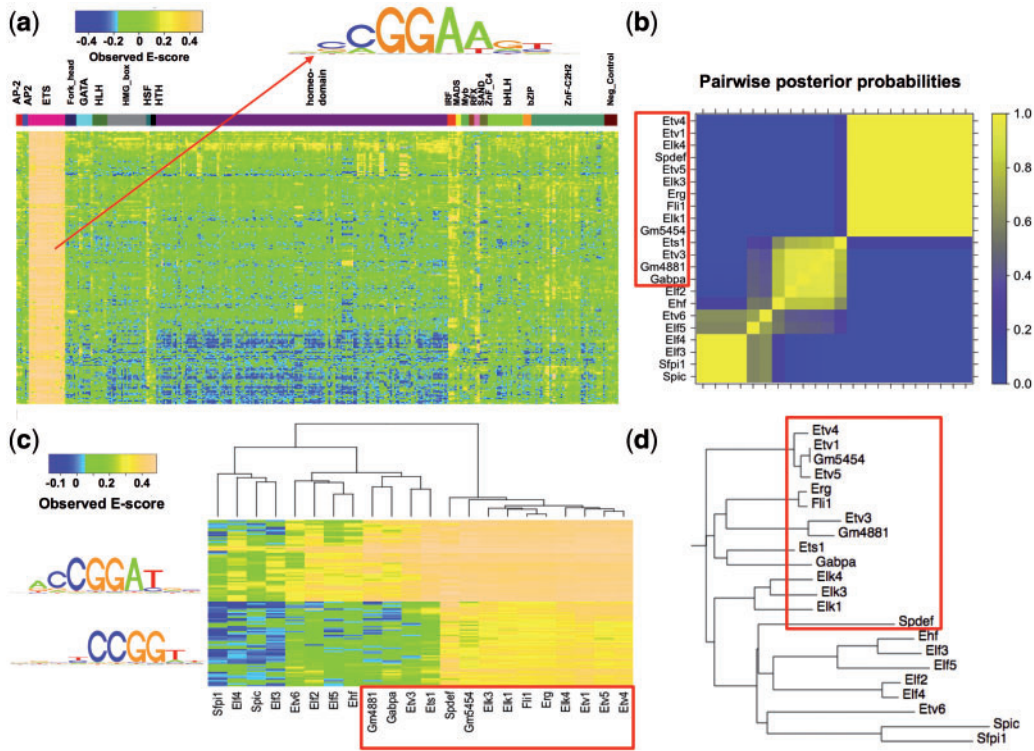 (a)
-0.4 -0.2 0 0.2 0.4
Observed E-score
CCGGAAGT
AP-2
AP2
ETS
Fork_head
GATA
HLH
HMG_box
HSF
HTH
homeo-
domain
IRF
MADS
Myb
RFX
SAND
ZnF_C4
bHLH
bZIP
ZnF-C2H2
Neg_Control
(b)
Pairwise posterior probabilities
Etv4
Etv1
Elk4
Spdef
Etv5
Elk3
Erg
Fli1
Elk1
Gm5454
Ets1
Etv3
Gm4881
Gabpa
Elf2
Ehf
Etv6
Elf5
Elf4
Elf3
Sfpi1
Spic
1.0
0.8
0.6
0.4
0.2
0.0
(c)
-0.1 0 0.2 0.4
Observed E-score
ACCGGAT
TCCGGT
Sfpi1
Elf4
Spic
Elf3
Etv6
Elf2
Elf5
Ehf
Gm4881
Gabpa
Etv3
Ets1
Spdef
Gm5454
Elk3
Elk1
Fli1
Erg
Elk4
Etv1
Etv5
Etv4
(d)
Etv4
Etv1
Gm5454
Etv5
Erg
Fli1
Etv3
Gm4881
Ets1
Gabpa
Elk4
Elk3
Elk1
Spdef
Ehf
Elf3
Elf5
Elf2
Elf4
Etv6
Spic
Sfpi1